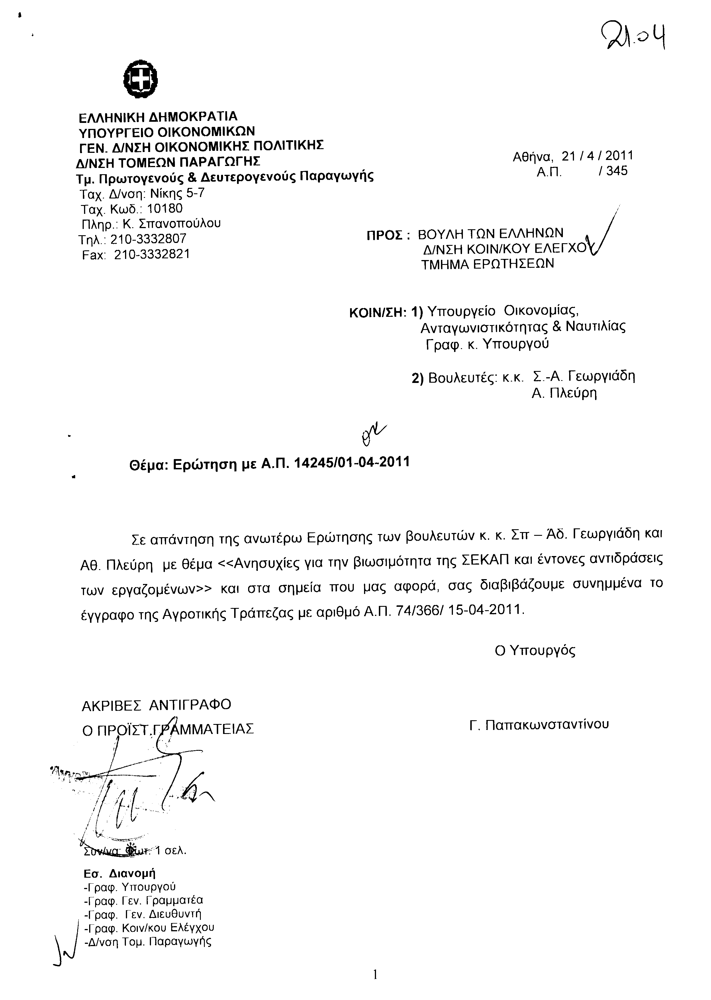 21.04
ΕΛΛΗΝΙΚΗ ΔΗΜΟΚΡΑΤΙΑ
ΥΠΟΥΡΓΕΙΟ ΟΙΚΟΝΟΜΙΚΩΝ
ΓΕΝ. Δ/ΝΣΗ ΟΙΚΟΝΟΜΙΚΗΣ ΠΟΛΙΤΙΚΗΣ
Δ/ΝΣΗ ΤΟΜΕΩΝ ΠΑΡΑΓΩΓΗΣ
Τμ. Πρωτογενούς & Δευτερογενούς Παραγωγής
Ταχ. Δ/νση: Νίκης 5-7
Ταχ. Κωδ.: 10180
Πληρ.: Κ. Σπανοπούλου
Τηλ.: 210-3332807
Fax: 210-3332821
Αθήνα, 21 / 4 / 2011
Α.Π. / 345
ΠΡΟΣ : ΒΟΥΛΗ ΤΩΝ ΕΛΛΗΝΩΝ
Δ/ΝΣΗ ΚΟΙΝ/ΚΟΥ ΕΛΕΓΧΟΥ
ΤΜΗΜΑ ΕΡΩΤΗΣΕΩΝ
ΚΟΙΝ/ΣΗ: 1) Υπουργείο Οικονομίας,
Ανταγωνιστικότητας & Ναυτιλίας
Γραφ. κ. Υπουργού
2) Βουλευτές: κ.κ. Σ.-Α. Γεωργιάδη
Α. Πλεύρη
Θέμα: Ερώτηση με Α.Π. 14245/01-04-2011
Σε απάντηση της ανωτέρω Ερώτησης των βουλευτών κ. κ. Σπ – Άδ. Γεωργιάδη και
Αθ. Πλεύρη με θέμα <<Ανησυχίες για την βιωσιμότητα της ΣΕΚΑΠ και έντονες αντιδράσεις
των εργαζομένων>> και στα σημεία που μας αφορά, σας διαβιβάζουμε συνημμένα το
έγγραφο της Αγροτικής Τράπεζας με αριθμό Α.Π. 74/366/ 15-04-2011.
Ο Υπουργός
Γ. Παπακωνσταντίνου
ΑΚΡΙΒΕΣ ΑΝΤΙΓΡΑΦΟ
Ο ΠΡΟΪΣΤ.ΓΡΑΜΜΑΤΕΙΑΣ
Συν/να: Φωτ. 1 σελ.
Εσ. Διανομή
-Γραφ. Υπουργού
-Γραφ. Γεν. Γραμματέα
-Γραφ. Γεν. Διευθυντή
-Γραφ. Κοιν/κου Ελέγχου
-Δ/νση Τομ. Παραγωγής
1